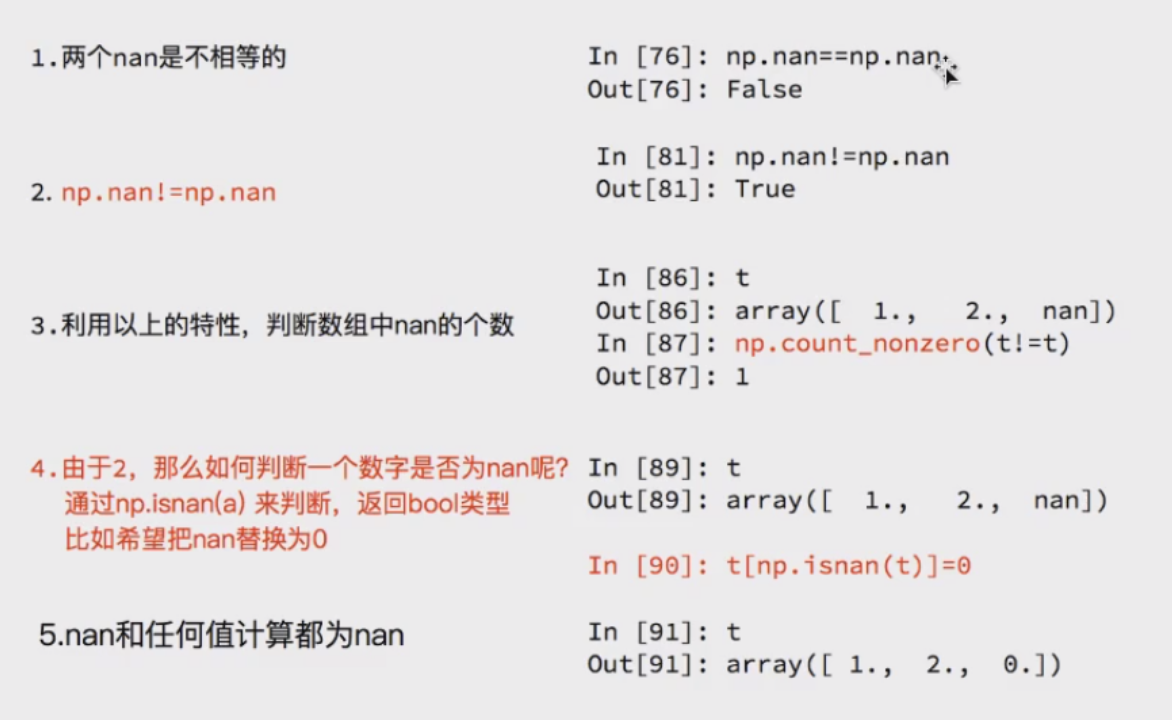 1.两个nan是不相等的
In [76]: np.nan==np.nan
Out[76]: False
2. np.nan!=np.nan
In [81]: np.nan!=np.nan
Out[81]: True
3.利用以上的特性，判断数组中nan的个数
In [86]: t
Out[86]: array([ 1., 2., nan])
In [87]: np.count_nonzero(t!=t)
Out[87]: 1
4.由于2，那么如何判断一个数字是否为nan呢?
通过np.isnan(a) 来判断，返回bool类型
比如希望把nan替换为0
In [89]: t
Out[89]: array([ 1., 2., nan])
In [90]: t[np.isnan(t)]=0
5.nan和任何值计算都为nan
In [91]: t
Out[91]: array([ 1., 2., 0.])